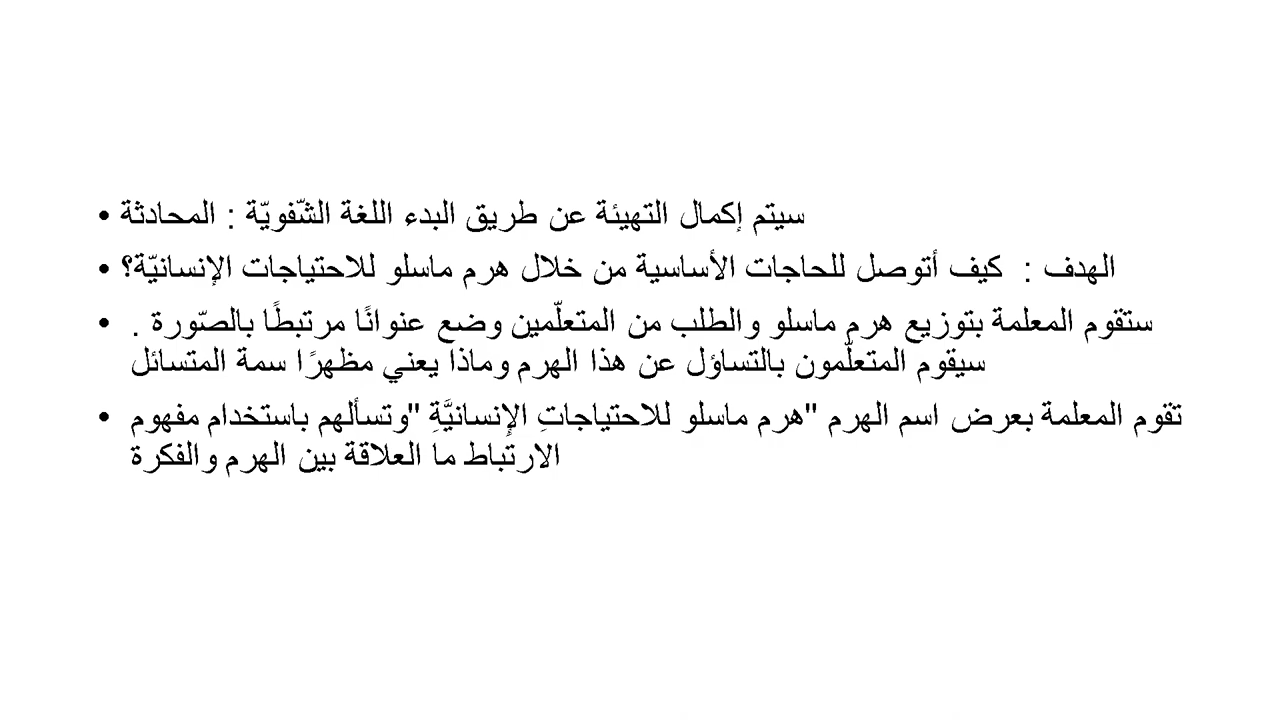 • سيتم إكمال التهيئة عن طريق البدء اللغة الشّفويّة : المحادثة
• الهدف : كيف أتوصل للحاجات الأساسية من خلال هرم ماسلو للاحتياجات الإنسانيّة؟
• ستقوم المعلمة بتوزيع هرم ماسلو والطلب من المتعلّمين وضع عنوانًا مرتبطًا بالصّورة .
سيقوم المتعلّمون بالتساؤل عن هذا الهرم وماذا يعني مظهرًا سمة المتسائل
• تقوم المعلمة بعرض اسم الهرم "هرم ماسلو للاحتياجاتِ الإنسانيَّةِ "وتسألهم باستخدام مفهوم
الارتباط ما العلاقة بين الهرم والفكرة